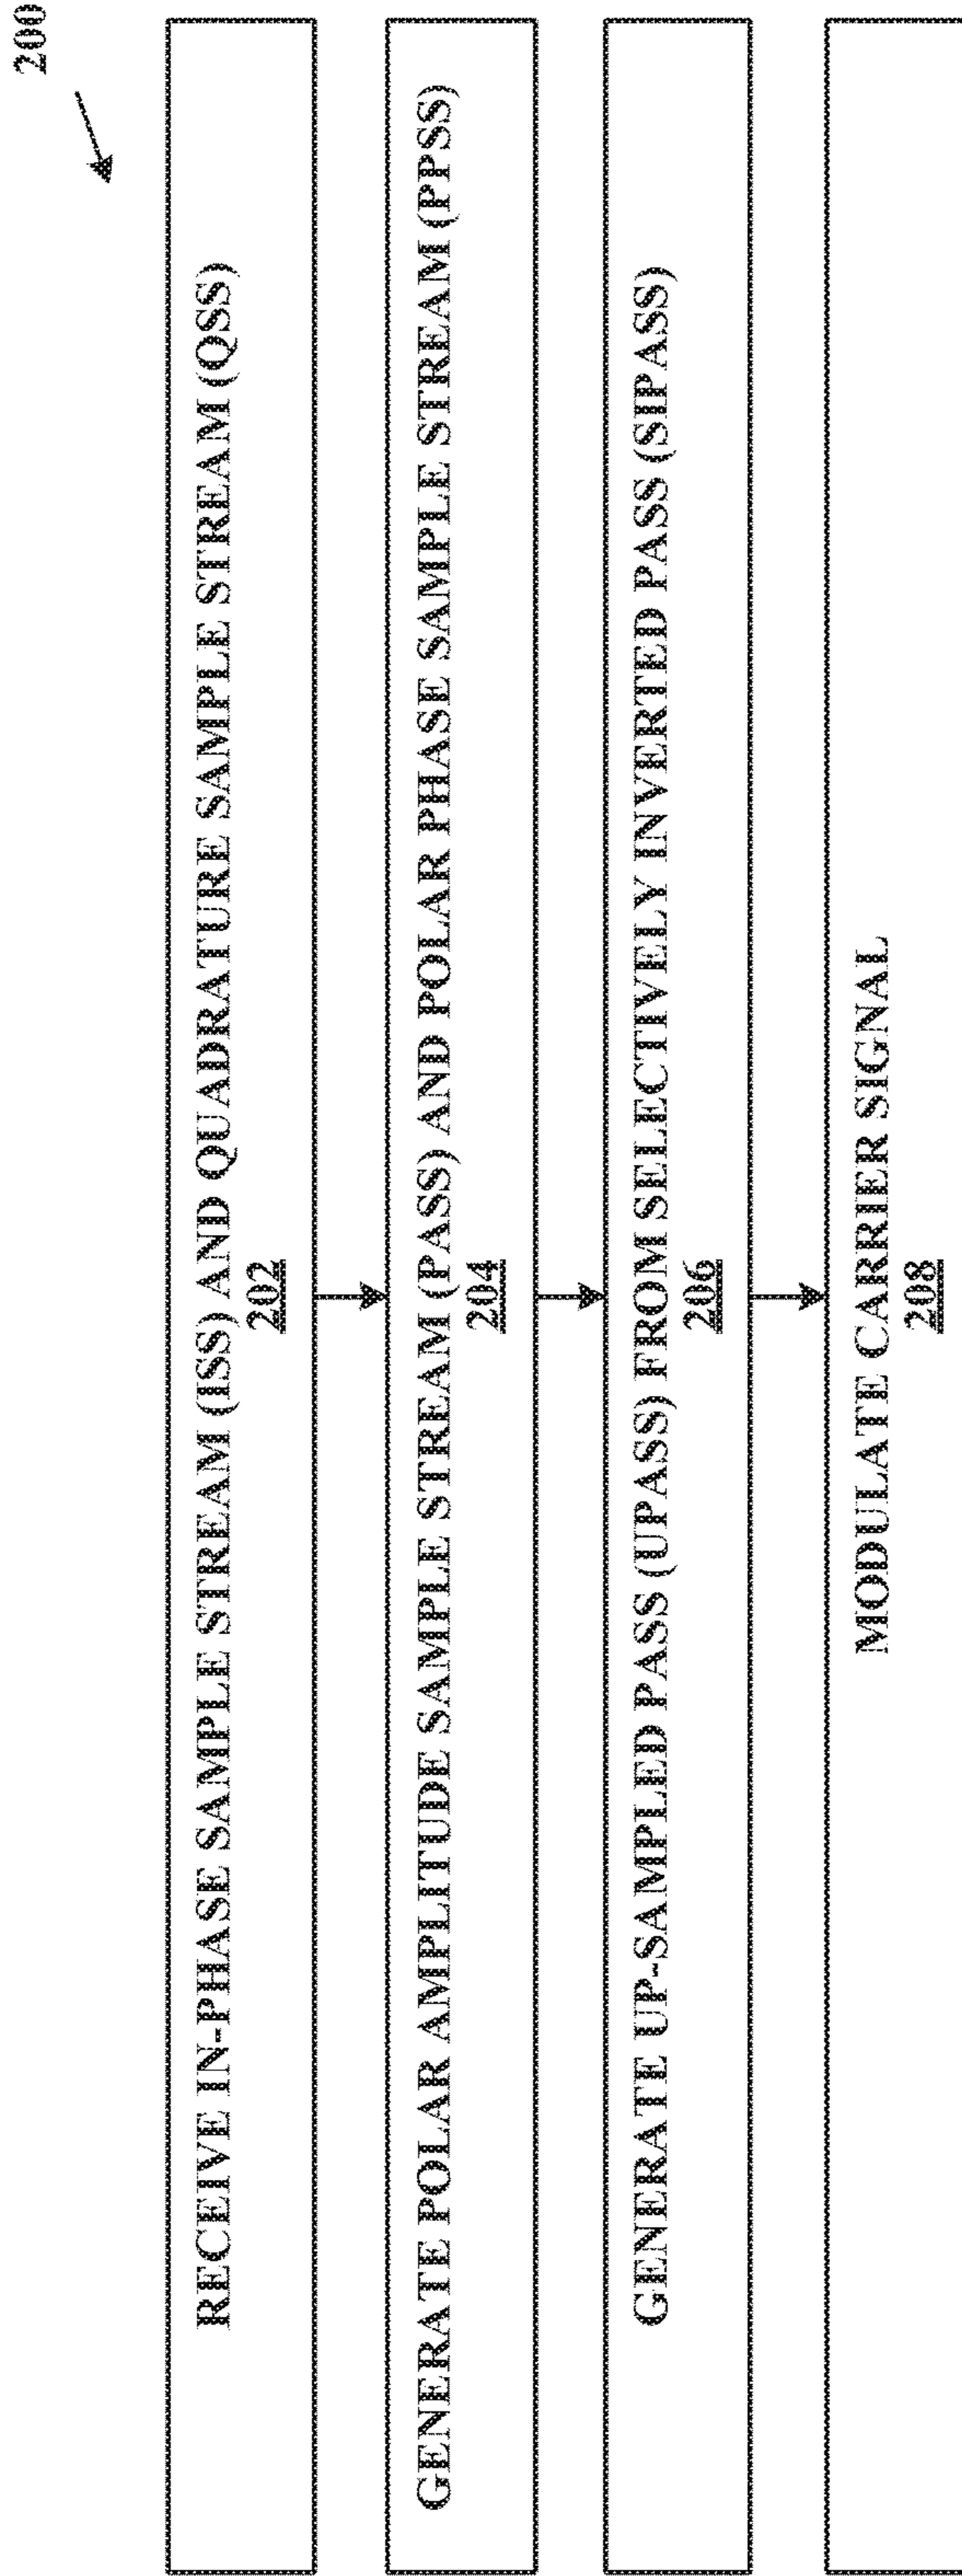 200
RECEIVE IN-PHASE SAMPLE STREAM (ISS) AND QUADRATURE SAMPLE STREAM (QSS)
202
GENERATE POLAR AMPLITUDE SAMPLE STREAM (PASS) AND POLAR PHASE SAMPLE STREAM (PPSS)
204
GENERATE UP-SAMPLED PASS (UPASS) FROM SELECTIVELY INVERTED PASS (SIPASS)
206
MODULATE CARRIER SIGNAL
208